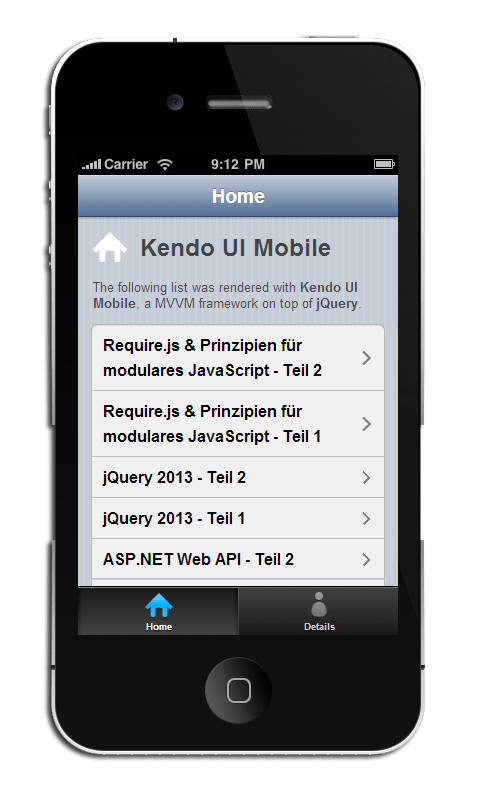 Carrier 9:12 PM
Home
Kendo UI Mobile
The following list was rendered with Kendo UI
Mobile, a MVVM framework on top of jQuery.
Require.js & Prinzipien für
modulares JavaScript - Teil 2
Require.js & Prinzipien für
modulares JavaScript - Teil 1
jQuery 2013 - Teil 2
jQuery 2013 - Teil 1
ASP.NET Web API - Teil 2
Home Details